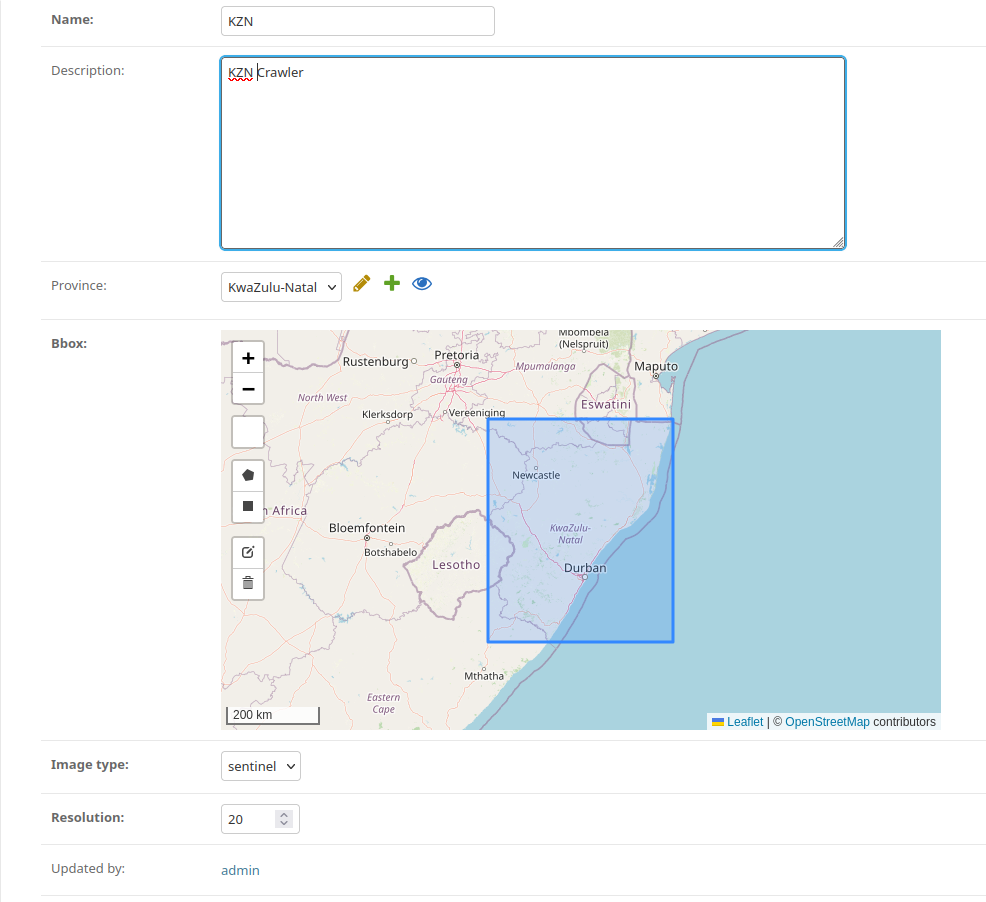 Name:
KZN
Description:
KZN Crawler
Province:
KwaZulu-Natal
Bbox:
+
−
Mbombela
(Nelspruit)
Rustenburg
Pretoria
Gauteng
Mpumalanga
Maputo
North West
Eswatini
Klerksdorp
Vereeniging
Newcastle
h Africa
Bloemfontein
KwaZulu-
Natal
Botshabelo
Lesotho
Durban
Mthatha
Eastern
Cape
200 km
Leaflet | © OpenStreetMap contributors
Image type:
sentinel
Resolution:
20
Updated by:
admin